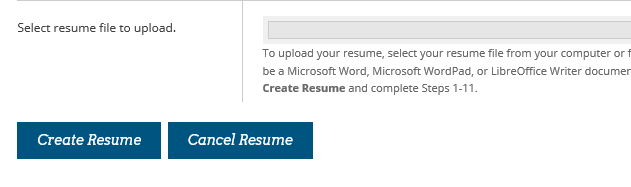 Select resume file to upload.
To upload your resume, select your resume file from your computer or
be a Microsoft Word, Microsoft WordPad, or LibreOffice Writer
Create Resume and complete Steps 1-11.
Create Resume
Cancel Resume